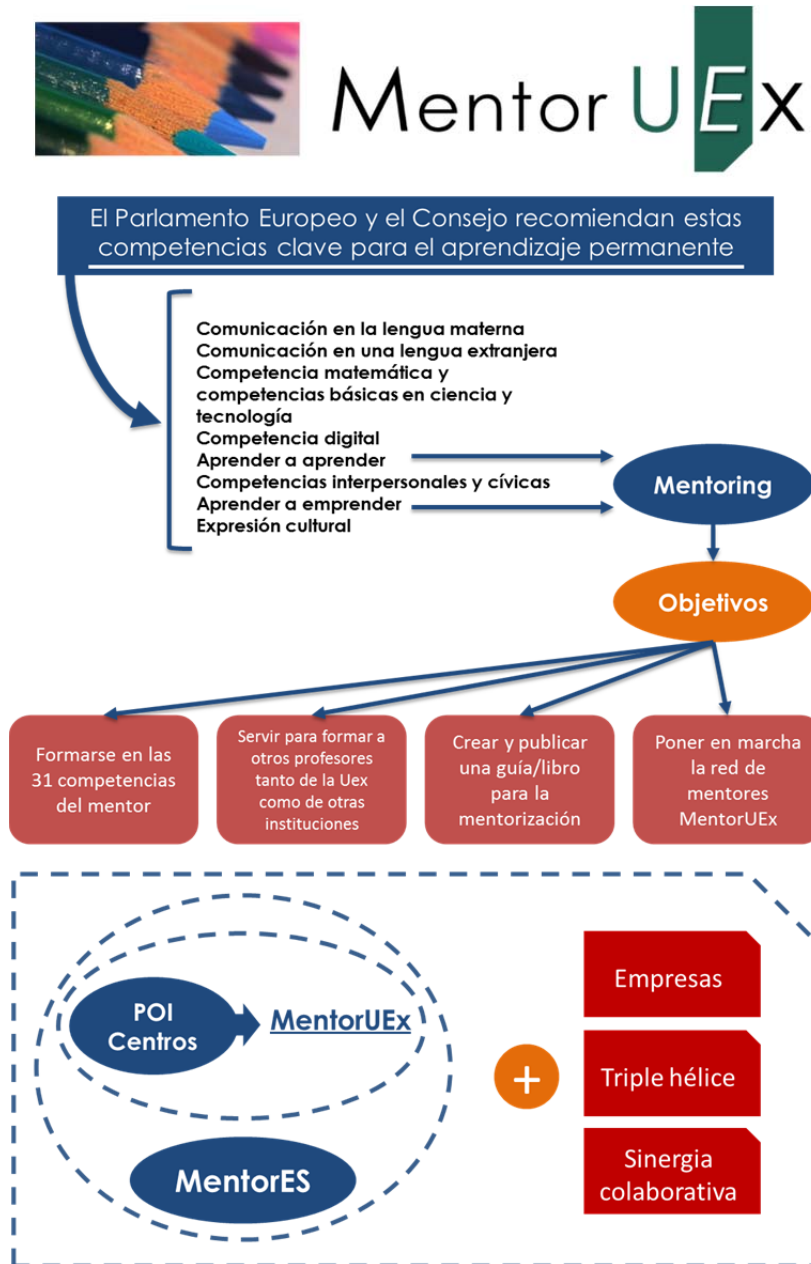 Mentor UEx
El Parlamento Europeo y el Consejo recomiendan estas
competencias clave para el aprendizaje permanente
Comunicación en la lengua materna
Comunicación en una lengua extranjera
Competencia matemática y
competencias básicas en ciencia y
tecnología
Competencia digital
Aprender a aprender
Competencias interpersonales y cívicas
Aprender a emprender
Expresión cultural
Mentoring
Objetivos
Formarse en las
31 competencias
del mentor
Servir para formar a
otros profesores
tanto de la Uex
como de otras
instituciones
Crear y publicar
una guía/libro
para la
mentorización
Poner en marcha
la red de
mentores
MentorUEx
POI
Centros
MentorUEx
MentorES
+
Empresas
Triple hélice
Sinergia
colaborativa